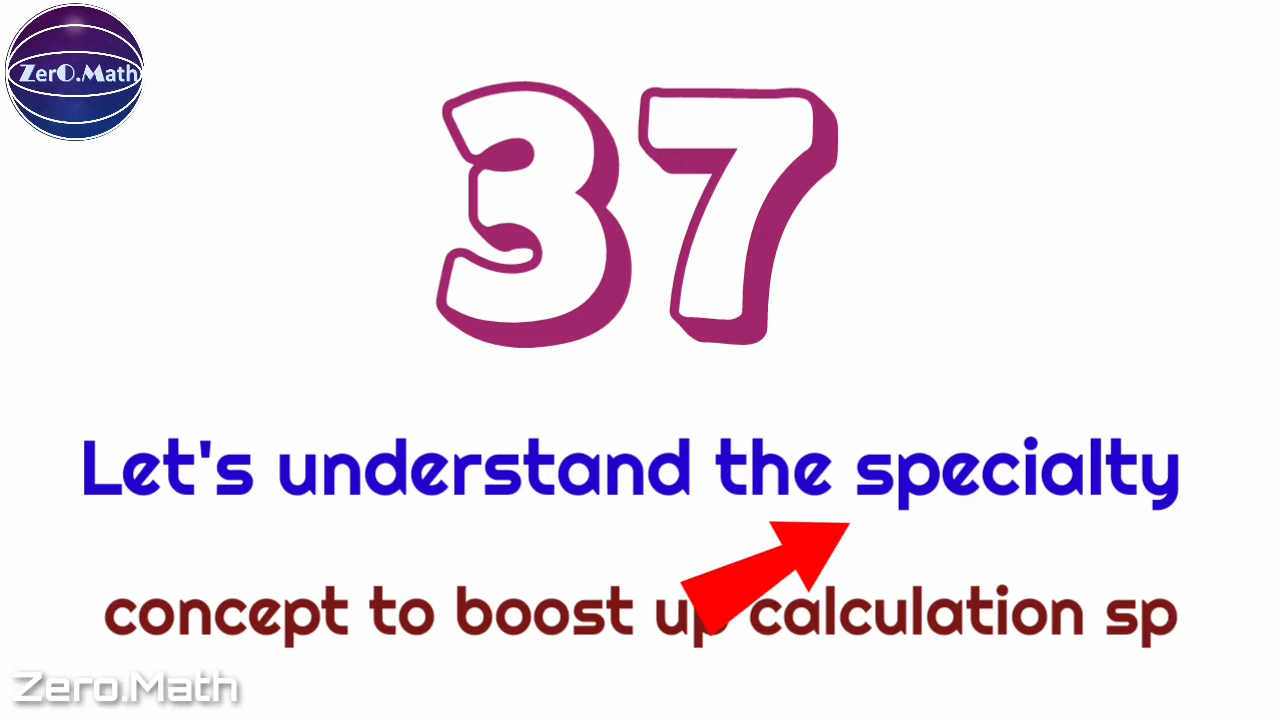 ZerO.Math
37
Let's understand the specialty
concept to boost up calculation sp
Zero.Math